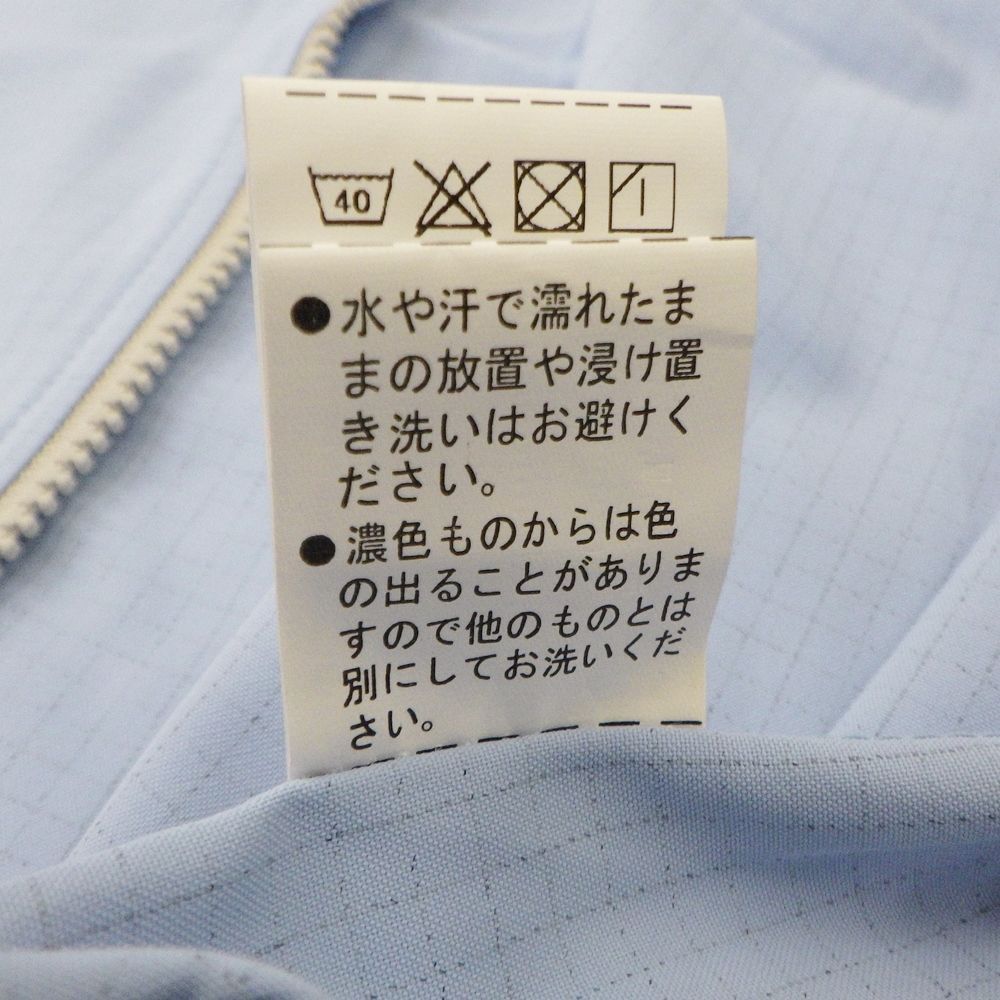 40
●水や汗で濡れたま
まの放置や浸け置
き洗いはお避けく
ださい。
●濃色ものからは色
の出ることがありま
すので他のものとは
別にしてお洗いくだ
さい。